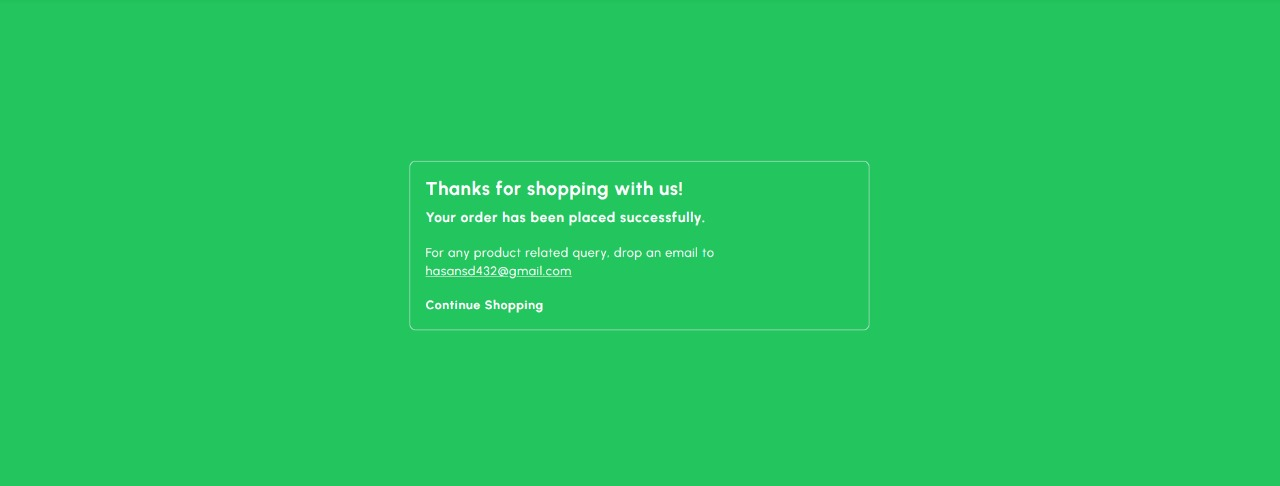 Thanks for shopping with us!
Your order has been placed successfully.
For any product related query, drop an email to
hasansd432@gmail.com
Continue Shopping